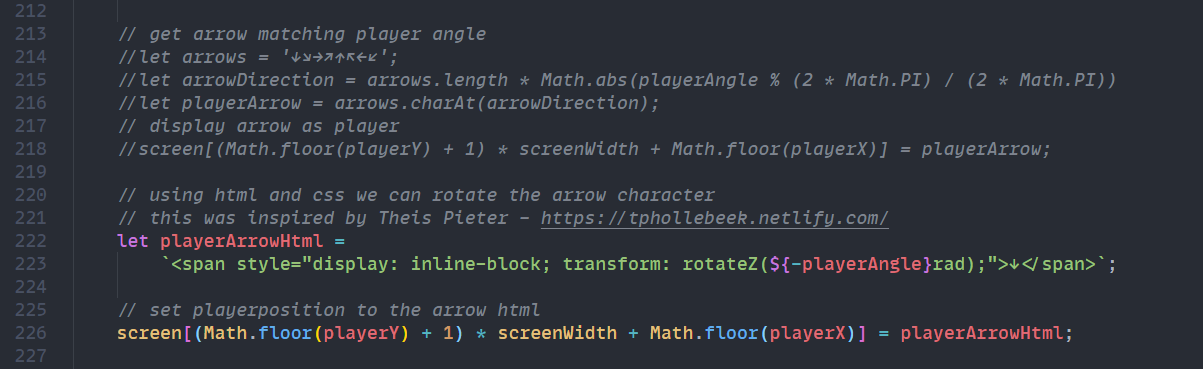 212
213 // get arrow matching player angle
214 //let arrows = '↓↘→↗↑↖←↙';
215 //let arrowDirection = arrows.length * Math.abs(playerAngle % (2 * Math.PI) / (2 * Math.PI))
216 //let playerArrow = arrows.charAt(arrowDirection);
217 // display arrow as player
218 //screen[(Math.floor(playerY) + 1) * screenWidth + Math.floor(playerX)] = playerArrow;
219
220 // using html and css we can rotate the arrow character
221 // this was inspired by Theis Pieter - https://tphollebeek.netlify.com/
222 let playerArrowHtml =
223 `<span style="display: inline-block; transform: rotateZ(${-playerAngle}rad);">↓</span>`;
224
225 // set playerposition to the arrow html
226 screen[(Math.floor(playerY) + 1) * screenWidth + Math.floor(playerX)] = playerArrowHtml;
227